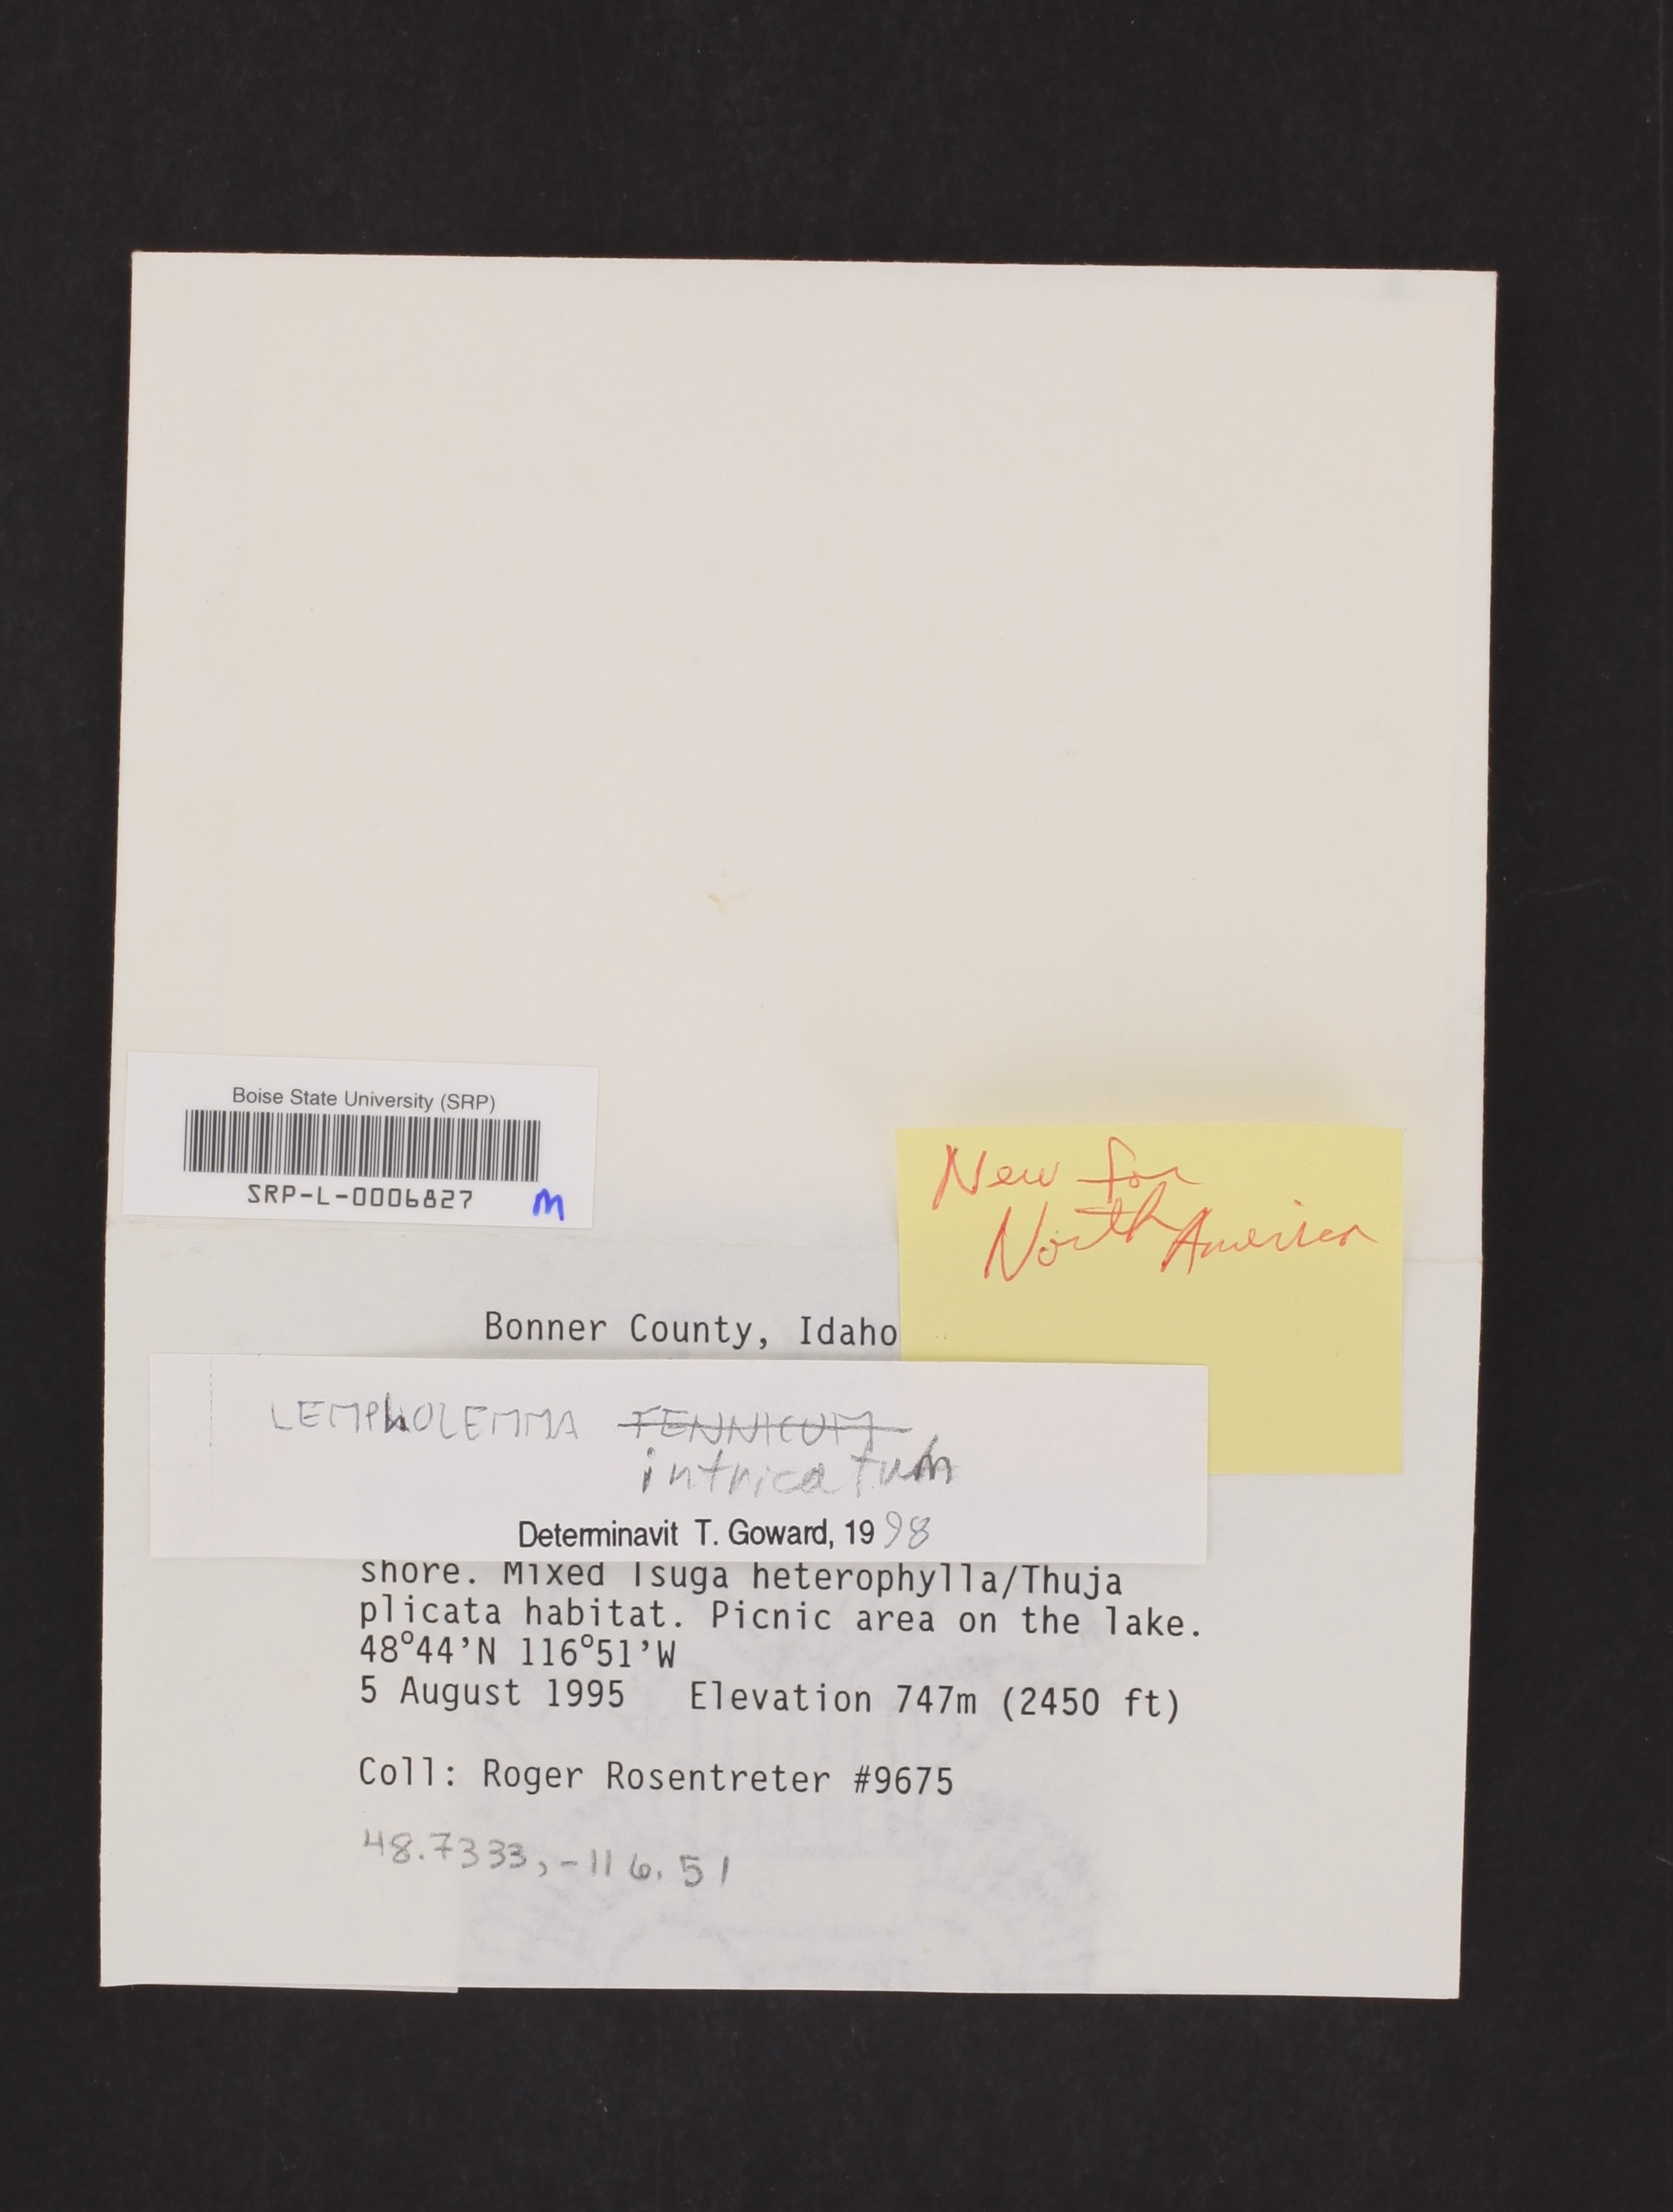 Boise State University (SRP)
SRP-L-0006827
m
New for
North America
Bonner County, Idaho
LEMPHOLEMMA FENNICUM
intricatum
Determinavit T. Goward, 1998
shore. Mixed Tsuga heterophylla/Thuja
plicata habitat. Picnic area on the lake.
48°44’N 116°51’W
5 August 1995 Elevation 747m (2450 ft)
Coll: Roger Rosentreter #9675
48.7333, -116.51